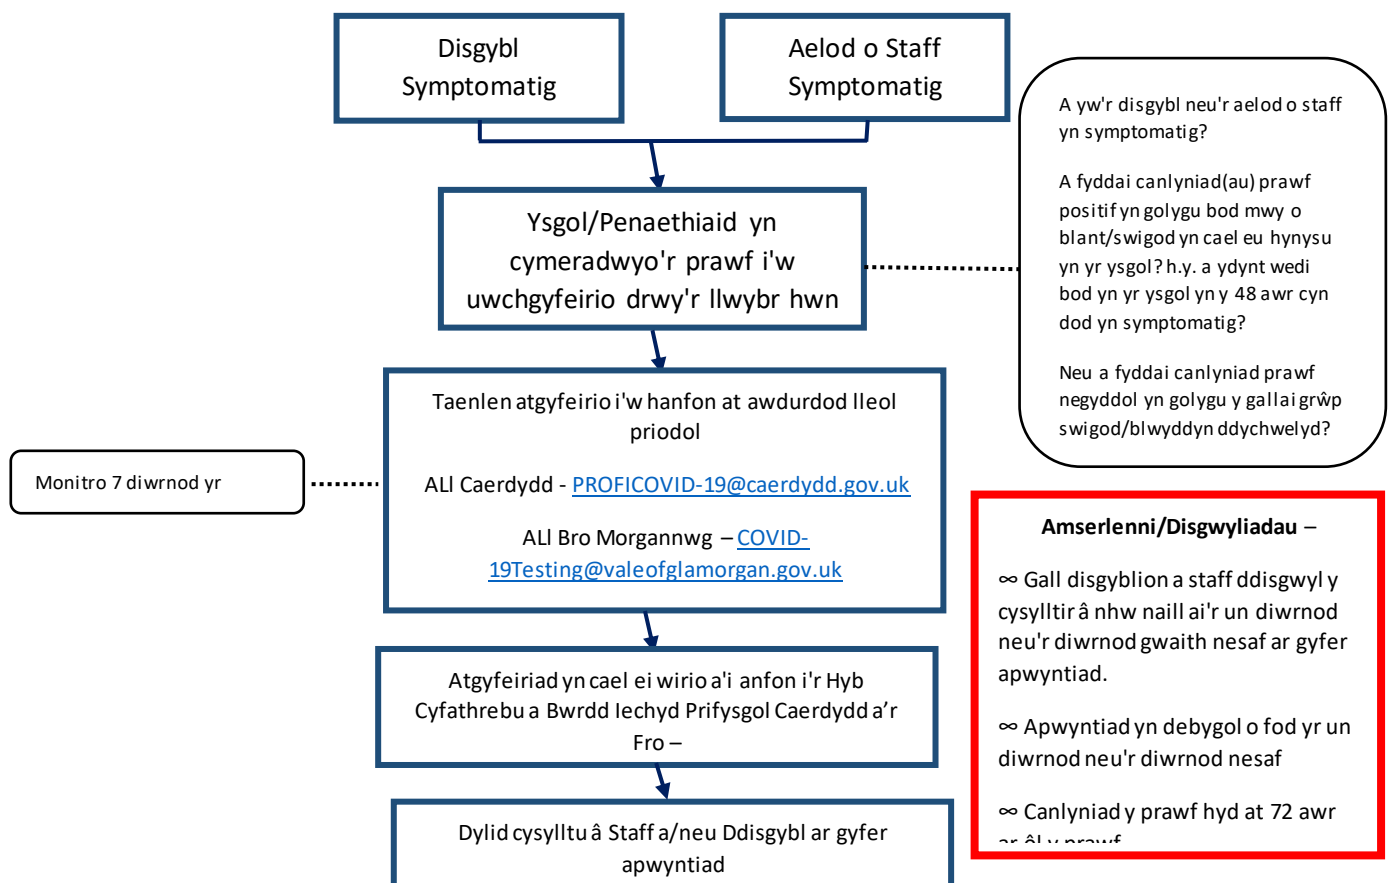 Disgybl
Symptomatig
Aelod o Staff
Symptomatig
A yw'r disgybl neu'r aelod o staff
yn symptomatig?
A fyddai canlyniad(au) prawf
positif yn golygu bod mwy o
blant/swigod yn cael eu hynysu
yn yr ysgol? h.y. a ydynt wedi
bod yn yr ysgol yn y 48 awr cyn
dod yn symptomatig?
Neu a fyddai canlyniad prawf
negyddol yn golygu y gallai grŵp
swigod/blwyddyn ddychwelyd?
Ysgol/Penaethiaid yn
cymeradwyo'r prawf i'w
uwchgyfeirio drwy'r llwybr hwn
Taenlen atgyfeirio i'w hanfon at awdurdod lleol
priodol
ALl Caerdydd - PROFICOVID-19@caerdydd.gov.uk
ALl Bro Morgannwg – COVID-
19Testing@valeofglamorgan.gov.uk
Monitro 7 diwrnod yr
Amserlenni/Disgwyliadau –
∞ Gall disgyblion a staff ddisgwyl y
cysylltir â nhw naill ai'r un diwrnod
neu'r diwrnod gwaith nesaf ar gyfer
apwyntiad.
∞ Apwyntiad yn debygol o fod yr un
diwrnod neu'r diwrnod nesaf
∞ Canlyniad y prawf hyd at 72 awr
ar ôl y prawf
Atgyfeiriad yn cael ei wirio a'i anfon i'r Hyb
Cyfathrebu a Bwrdd Iechyd Prifysgol Caerdydd a'r
Fro –
Dylid cysylltu â Staff a/neu Ddisgybl ar gyfer
apwyntiad